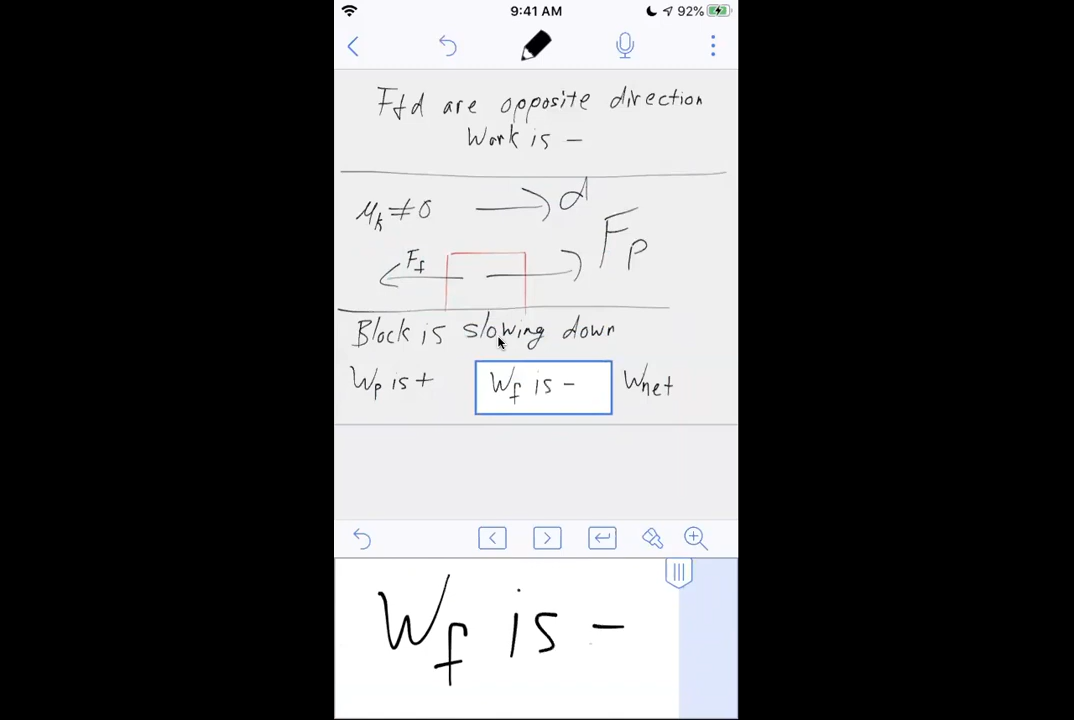 9:41 AM 92%
F+d are opposite direction
Work is −
μk≠0 d
Fp
Ff
Block is slowing down
Wp is + Wf is − Wnet
Wf is −